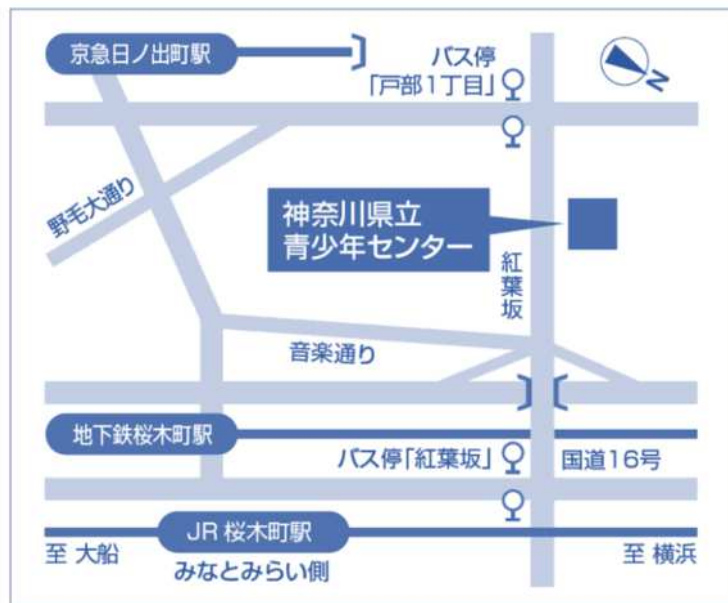 京急日ノ出町駅
バス停
「戸部1丁目」
N
野毛大通り
神奈川県立
青少年センター
紅葉坂
音楽通り
地下鉄桜木町駅
バス停「紅葉坂」
国道16号
JR 桜木町駅
至 大船
みなとみらい側
至 横浜